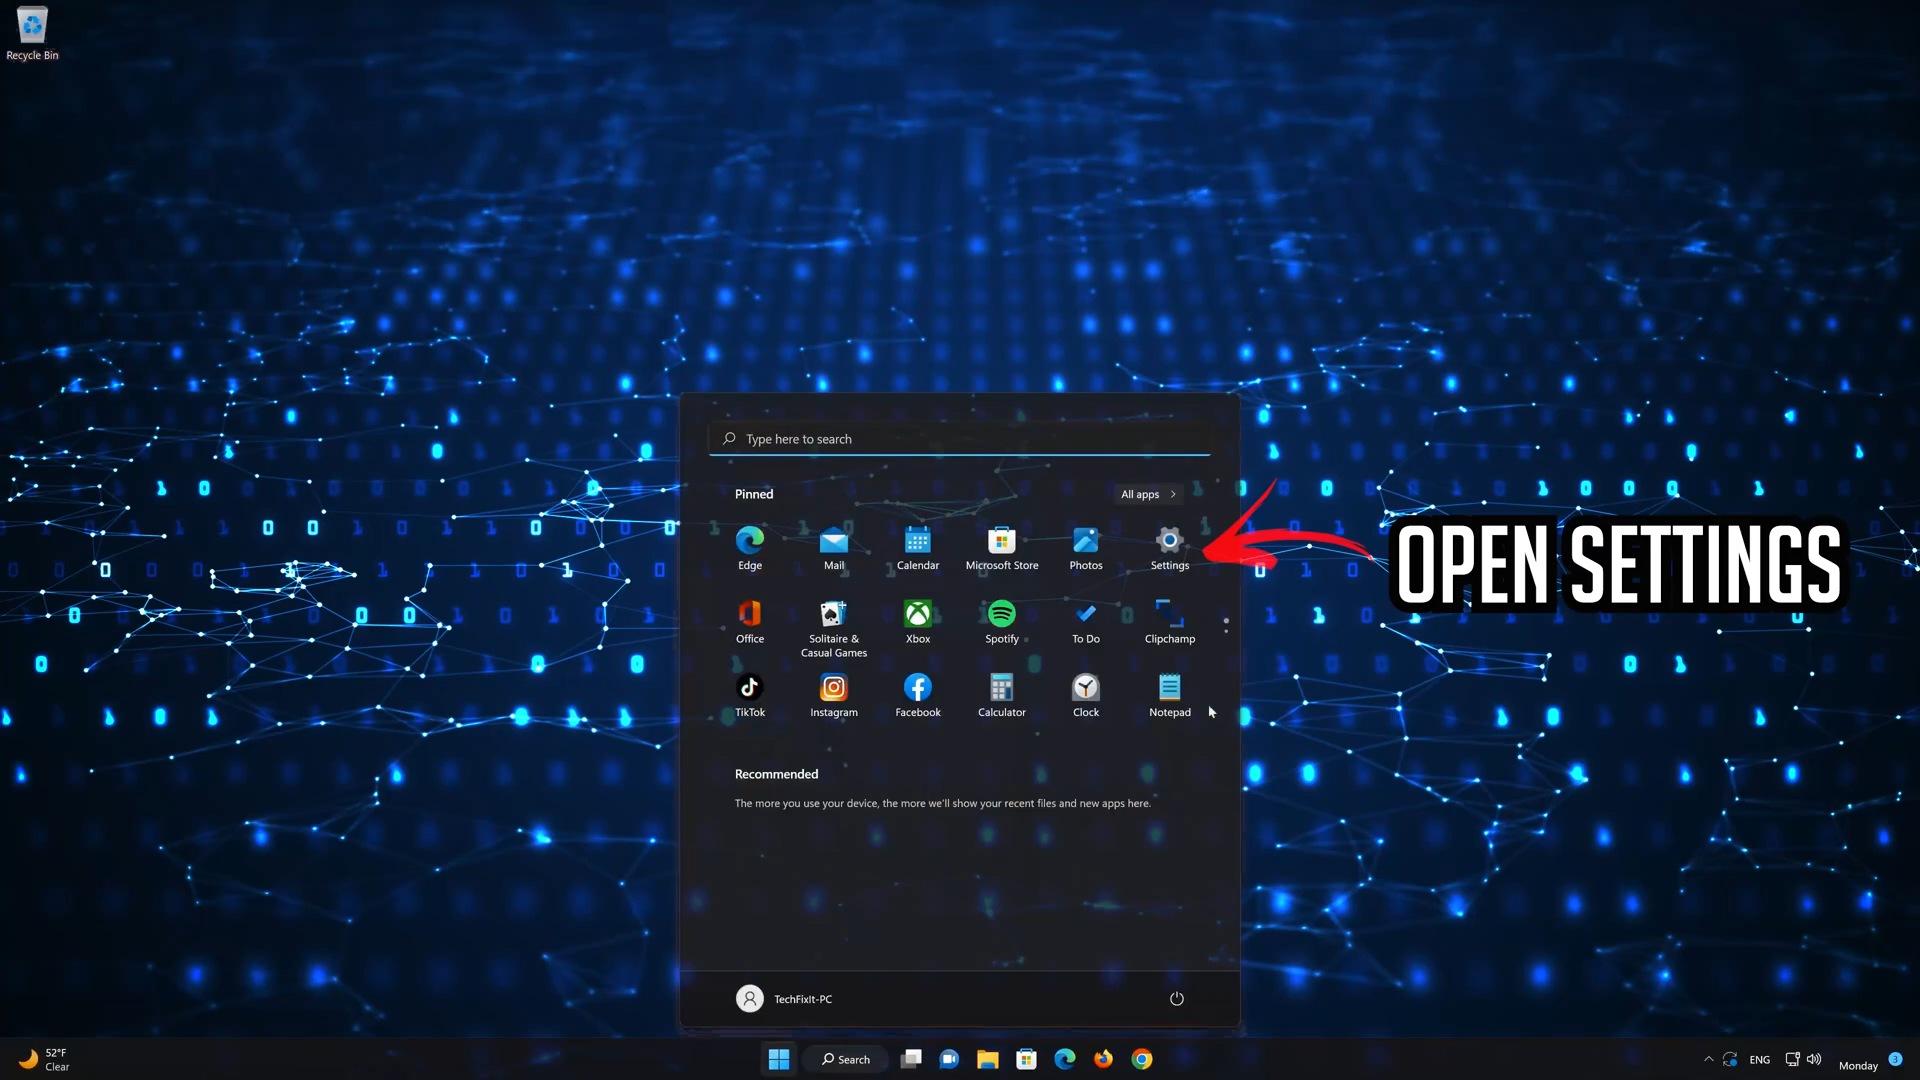 Recycle Bin
Type here to search
Pinned
All apps
Edge
Mail
Calendar
Microsoft Store
Photos
Settings
OPEN SETTINGS
Office
Solitaire &
Casual Games
Xbox
Spotify
To Do
Clipchamp
TikTok
Instagram
Facebook
Calculator
Clock
Notepad
Recommended
The more you use your device, the more we'll show your recent files and new apps here.
TechFixIt-PC
52°F
Clear
Search
ENG
Monday
3